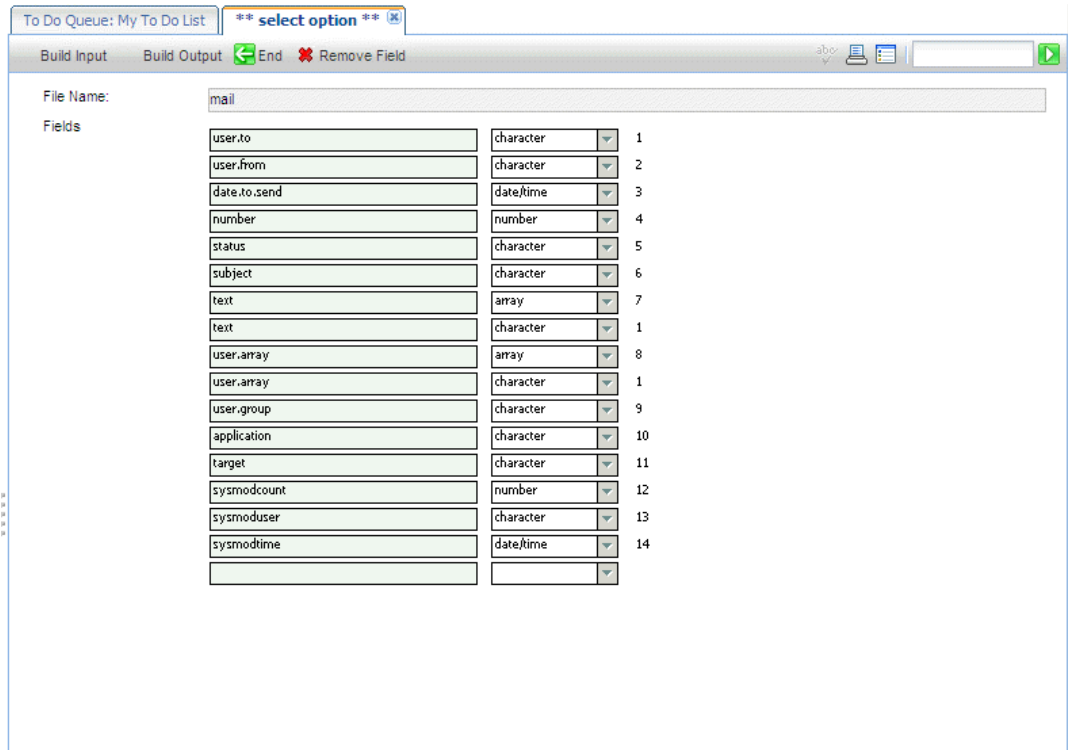 To Do Queue: My To Do List ** select option **
Build Input Build Output End Remove Field abc
File Name: mail
Fields
user.to character 1
user.from character 2
date.to.send date/time 3
number number 4
status character 5
subject character 6
text array 7
text character 1
user.array array 8
user.array character 1
user.group character 9
application character 10
target character 11
sysmodcount number 12
sysmoduser character 13
sysmodtime date/time 14